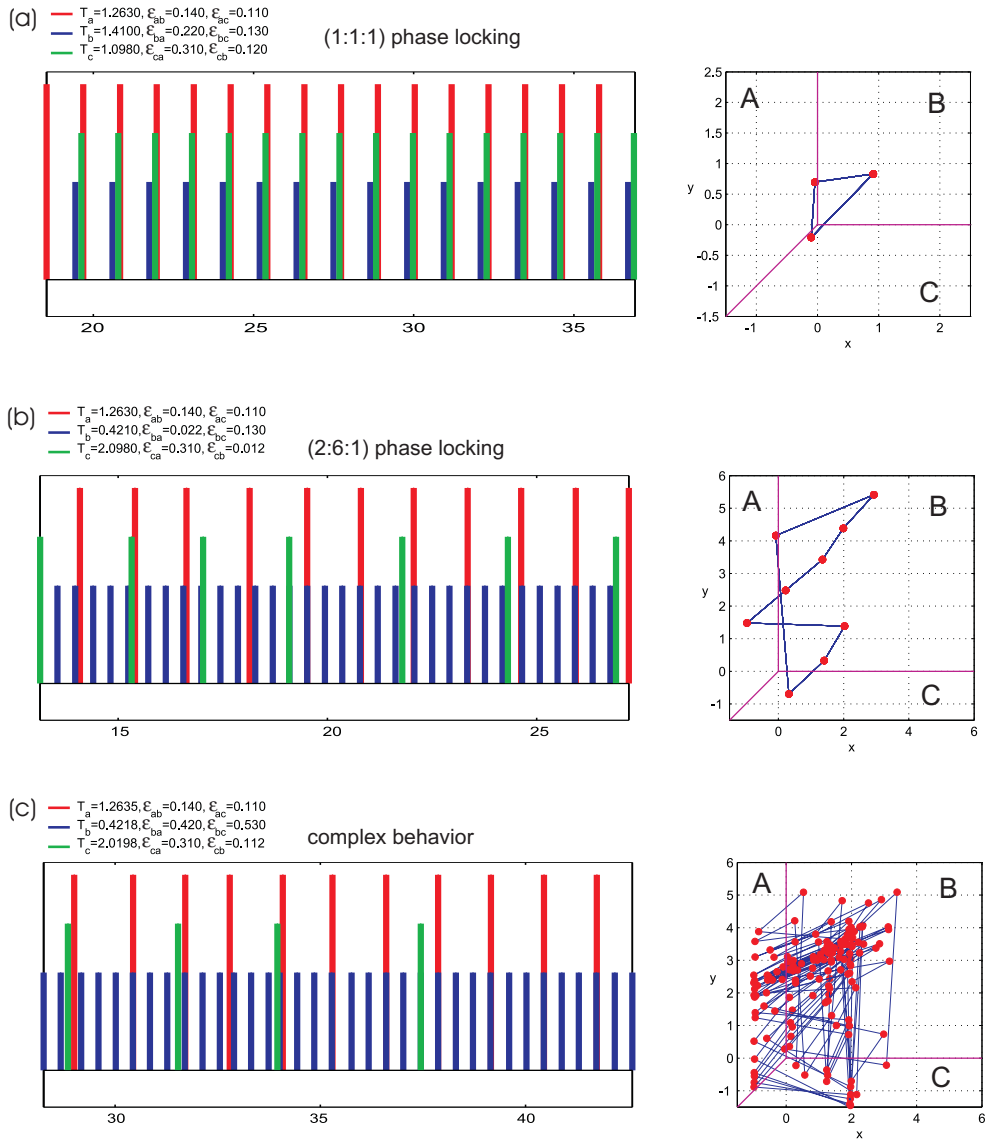 (a)
T_a=1.2630, ε_ab=0.140, ε_ac=0.110
T_b=1.4100, ε_ba=0.220, ε_bc=0.130
T_c=1.0980, ε_ca=0.310, ε_cb=0.120
(1:1:1) phase locking
20 25 30 35
A B
C
2.5
2
1.5
1
0.5
0
-0.5
-1
-1.5
y
-1 0 1 2
x
(b)
T_a=1.2630, ε_ab=0.140, ε_ac=0.110
T_b=0.4210, ε_ba=0.022, ε_bc=0.130
T_c=2.0980, ε_ca=0.310, ε_cb=0.012
(2:6:1) phase locking
15 20 25
A B
C
6
5
4
3
2
1
0
-1
y
0 2 4 6
x
(c)
T_a=1.2635, ε_ab=0.140, ε_ac=0.110
T_b=0.4218, ε_ba=0.420, ε_bc=0.530
T_c=2.0198, ε_ca=0.310, ε_cb=0.112
complex behavior
30 35 40
A B
C
6
5
4
3
2
1
0
-1
y
0 2 4 6
x